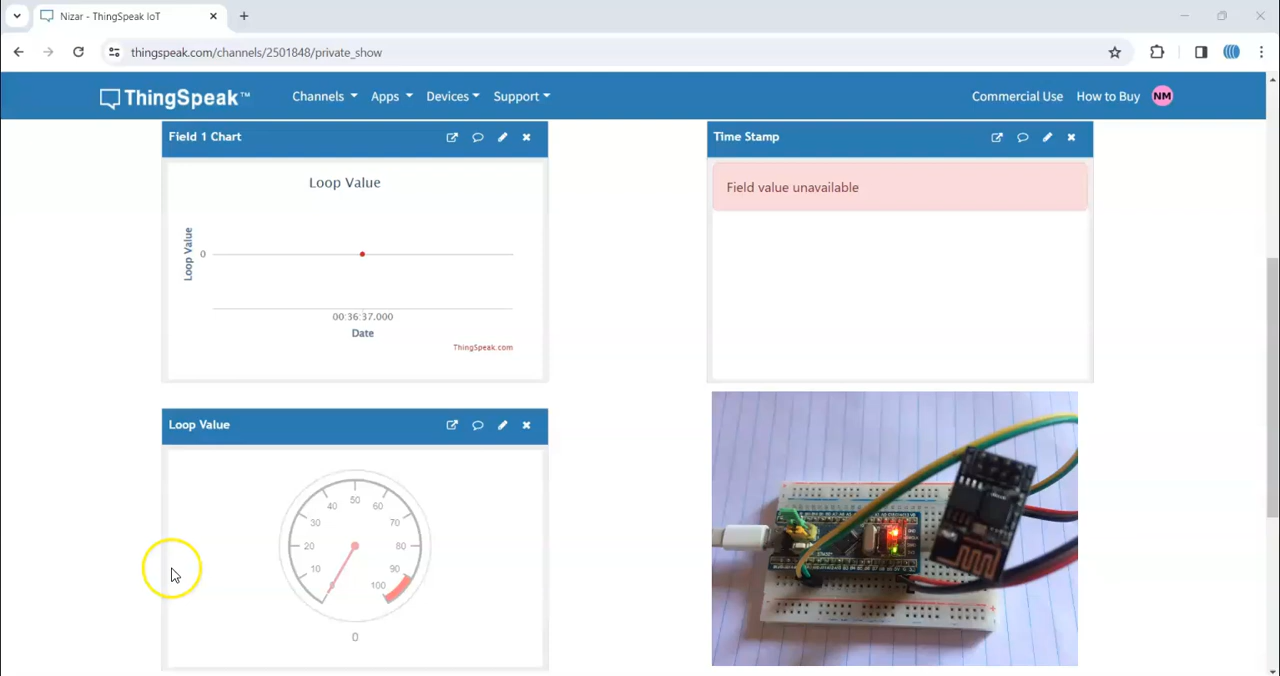 Nizar - ThingSpeak IoT
thingspeak.com/channels/2501848/private_show
ThingSpeak™ Channels Apps Devices Support Commercial Use How to Buy NM
Field 1 Chart
Loop Value
Loop Value
0
00:36:37.000
Date
ThingSpeak.com
Time Stamp
Field value unavailable
Loop Value
50
40 60
30 70
20 80
10 90
100
0